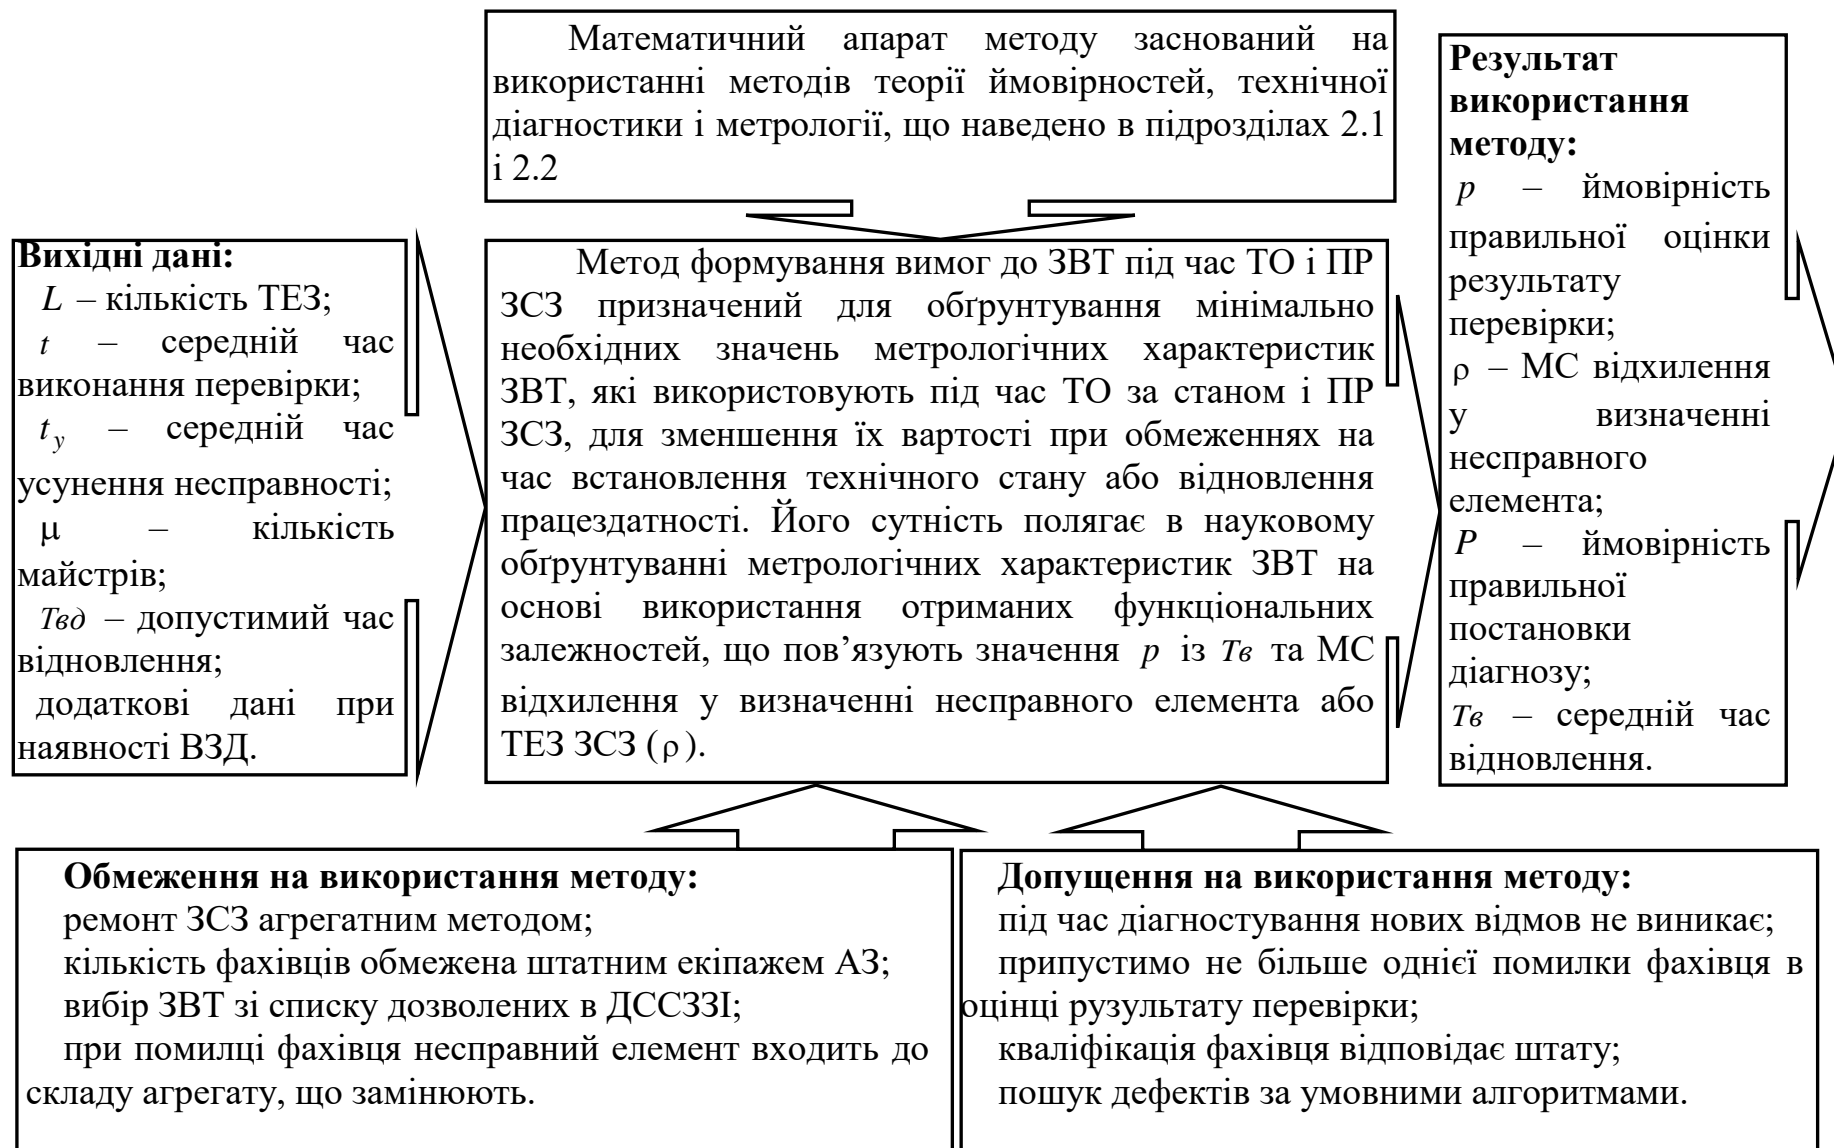 Математичний апарат методу заснований на
використанні методів теорії ймовірностей, технічної
діагностики і метрології, що наведено в підрозділах 2.1
і 2.2
Вихідні дані:
L – кількість ТЕЗ;
t – середній час
виконання перевірки;
t_y – середній час
усунення несправності;
μ – кількість
майстрів;
Твд – допустимий час
відновлення;
додаткові дані при
наявності ВЗД.
Метод формування вимог до ЗВТ під час ТО і ПР
ЗСЗ призначений для обґрунтування мінімально
необхідних значень метрологічних характеристик
ЗВТ, які використовують під час ТО за станом і ПР
ЗСЗ, для зменшення їх вартості при обмеженнях на
час встановлення технічного стану або відновлення
працездатності. Його сутність полягає в науковому
обґрунтуванні метрологічних характеристик ЗВТ на
основі використання отриманих функціональних
залежностей, що пов’язують значення p із Тв та МС
відхилення у визначенні несправного елемента або
ТЕЗ ЗСЗ (ρ).
Результат
використання
методу:
p – ймовірність
правильної оцінки
результату
перевірки;
ρ – МС відхилення
у визначенні
несправного
елемента;
P – ймовірність
правильної
постановки
діагнозу;
Тв – середній час
відновлення.
Обмеження на використання методу:
ремонт ЗСЗ агрегатним методом;
кількість фахівців обмежена штатним екіпажем АЗ;
вибір ЗВТ зі списку дозволених в ДССЗЗІ;
при помилці фахівця несправний елемент входить до
складу агрегату, що замінюють.
Допущення на використання методу:
під час діагностування нових відмов не виникає;
припустимо не більше однієї помилки фахівця в
оцінці рузультату перевірки;
кваліфікація фахівця відповідає штату;
пошук дефектів за умовними алгоритмами.